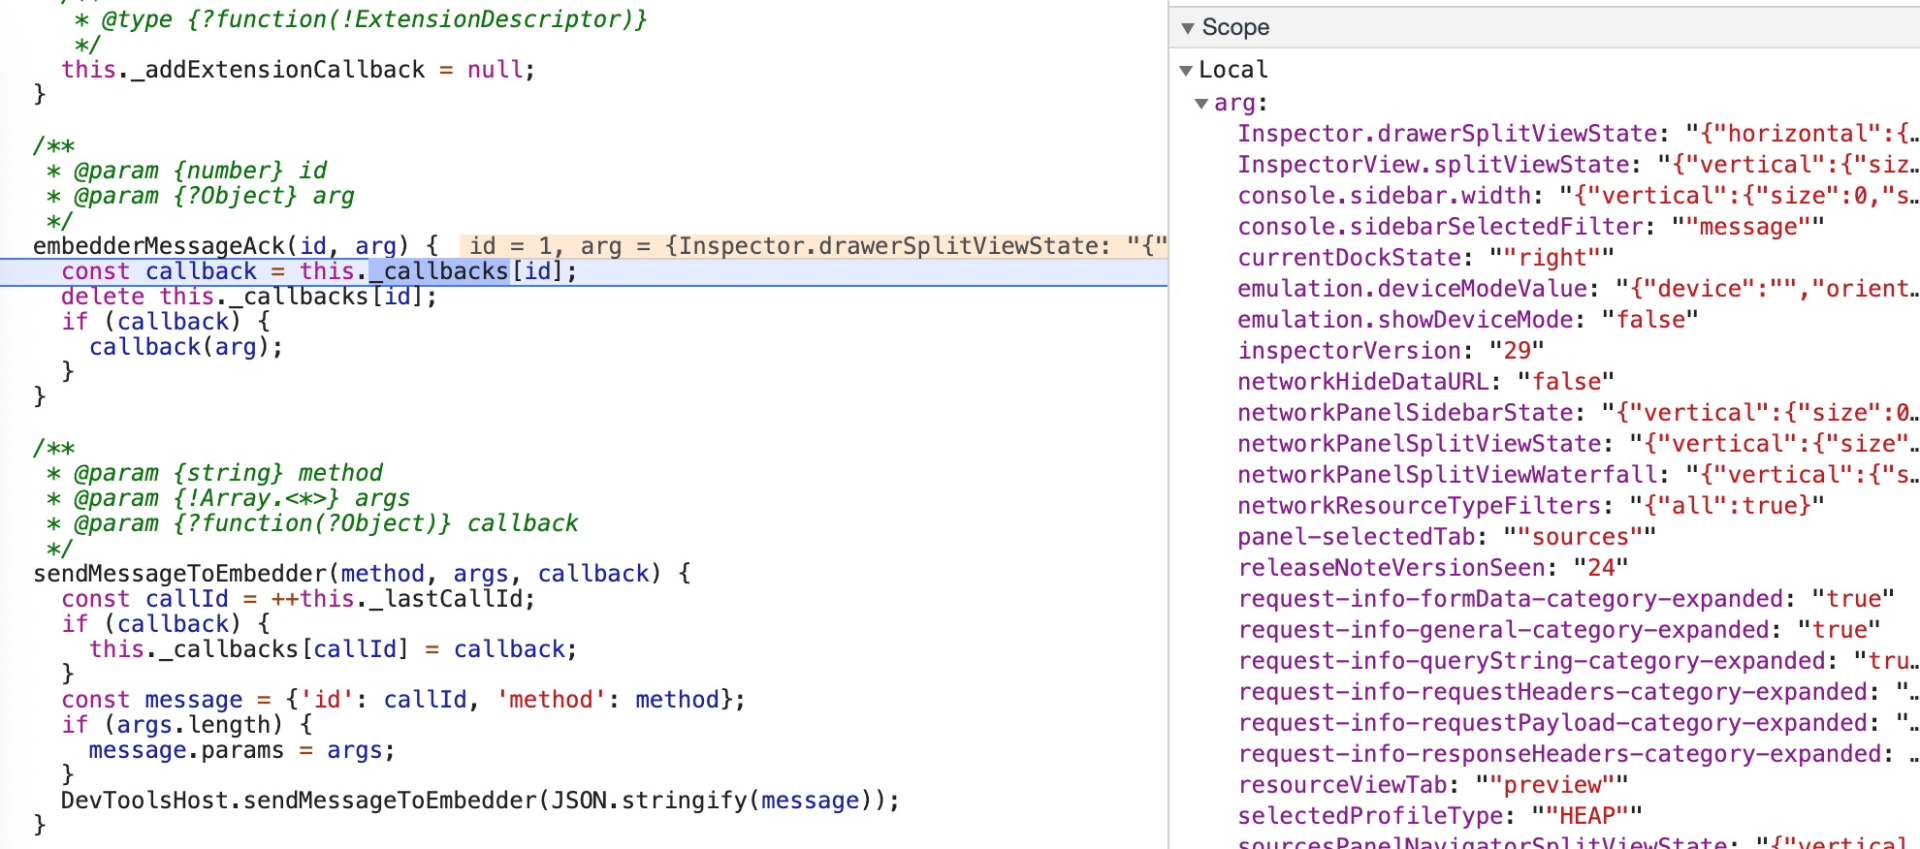 * @type {?function(!ExtensionDescriptor)}
*/
this._addExtensionCallback = null;
}
/**
* @param {number} id
* @param {?Object} arg
*/
embedderMessageAck(id, arg) { id = 1, arg = {Inspector.drawerSplitViewState: "{"
const callback = this._callbacks[id];
delete this._callbacks[id];
if (callback) {
callback(arg);
}
}
/**
* @param {string} method
* @param {!Array.<*>} args
* @param {?function(?Object)} callback
*/
sendMessageToEmbedder(method, args, callback) {
const callId = ++this._lastCallId;
if (callback) {
this._callbacks[callId] = callback;
}
const message = {'id': callId, 'method': method};
if (args.length) {
message.params = args;
}
DevToolsHost.sendMessageToEmbedder(JSON.stringify(message));
}
▼ Scope
▼ Local
▼ arg:
Inspector.drawerSplitViewState: "{"horizontal":{…
InspectorView.splitViewState: "{"vertical":{"siz…
console.sidebar.width: "{"vertical":{"size":0,"s…
console.sidebarSelectedFilter: ""message""
currentDockState: ""right""
emulation.deviceModeValue: "{"device":"","orient…
emulation.showDeviceMode: "false"
inspectorVersion: "29"
networkHideDataURL: "false"
networkPanelSidebarState: "{"vertical":{"size":0…
networkPanelSplitViewState: "{"vertical":{"size"…
networkPanelSplitViewWaterfall: "{"vertical":{"s…
networkResourceTypeFilters: "{"all":true}"
panel-selectedTab: ""sources""
releaseNoteVersionSeen: "24"
request-info-formData-category-expanded: "true"
request-info-general-category-expanded: "true"
request-info-queryString-category-expanded: "tru…
request-info-requestHeaders-category-expanded: "…
request-info-requestPayload-category-expanded: "…
request-info-responseHeaders-category-expanded: …
resourceViewTab: ""preview""
selectedProfileType: ""HEAP""
sourcesPanelNavigatorSplitViewState: "{"vertical